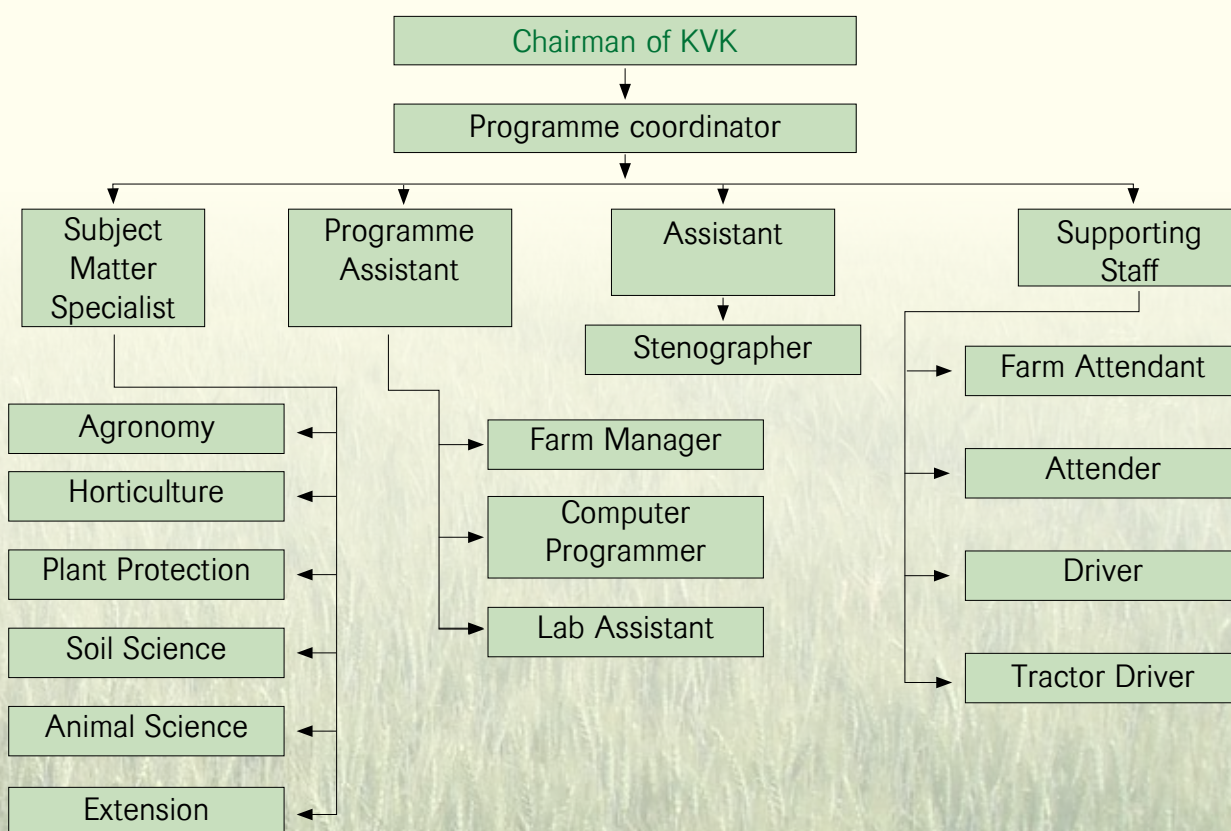 Chairman of KVK
Programme coordinator
Subject
Matter
Specialist
Programme
Assistant
Assistant
Supporting
Staff
Stenographer
Agronomy
Horticulture
Plant Protection
Soil Science
Animal Science
Extension
Farm Manager
Computer
Programmer
Lab Assistant
Farm Attendant
Attender
Driver
Tractor Driver